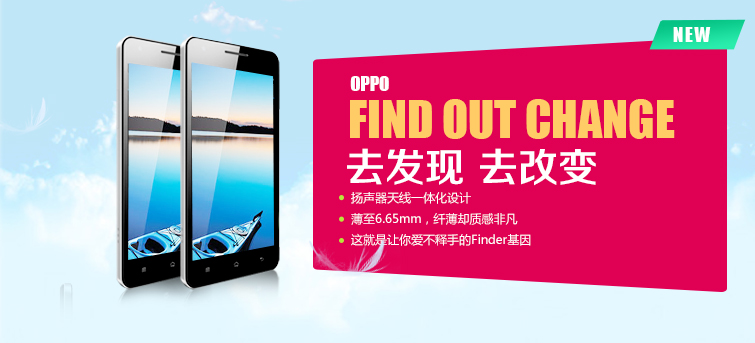 NEW
OPPO
FIND OUT CHANGE
去发现 去改变
扬声器天线一体化设计
薄至6.65mm，纤薄却质感非凡
这就是让你爱不释手的Finder基因